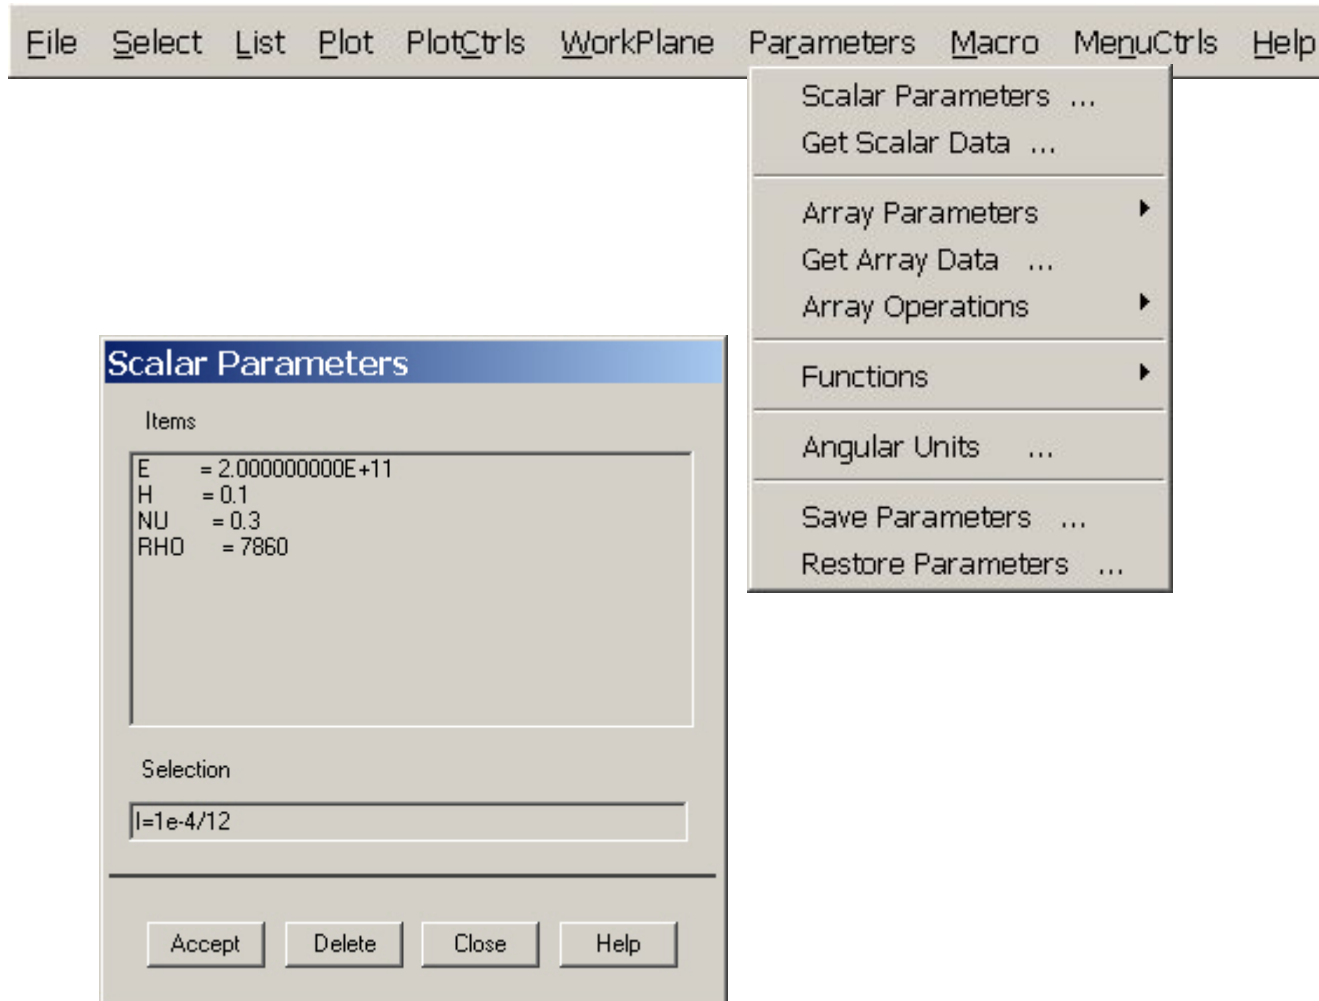 File Select List Plot PlotCtrls WorkPlane Parameters Macro MenuCtrls Help
Scalar Parameters ...
Get Scalar Data ...
Array Parameters
Get Array Data ...
Array Operations
Functions
Angular Units ...
Save Parameters ...
Restore Parameters ...
Scalar Parameters
Items
E = 2.000000000E+11
H = 0.1
NU = 0.3
RHO = 7860
Selection
I=1e-4/12
Accept Delete Close Help